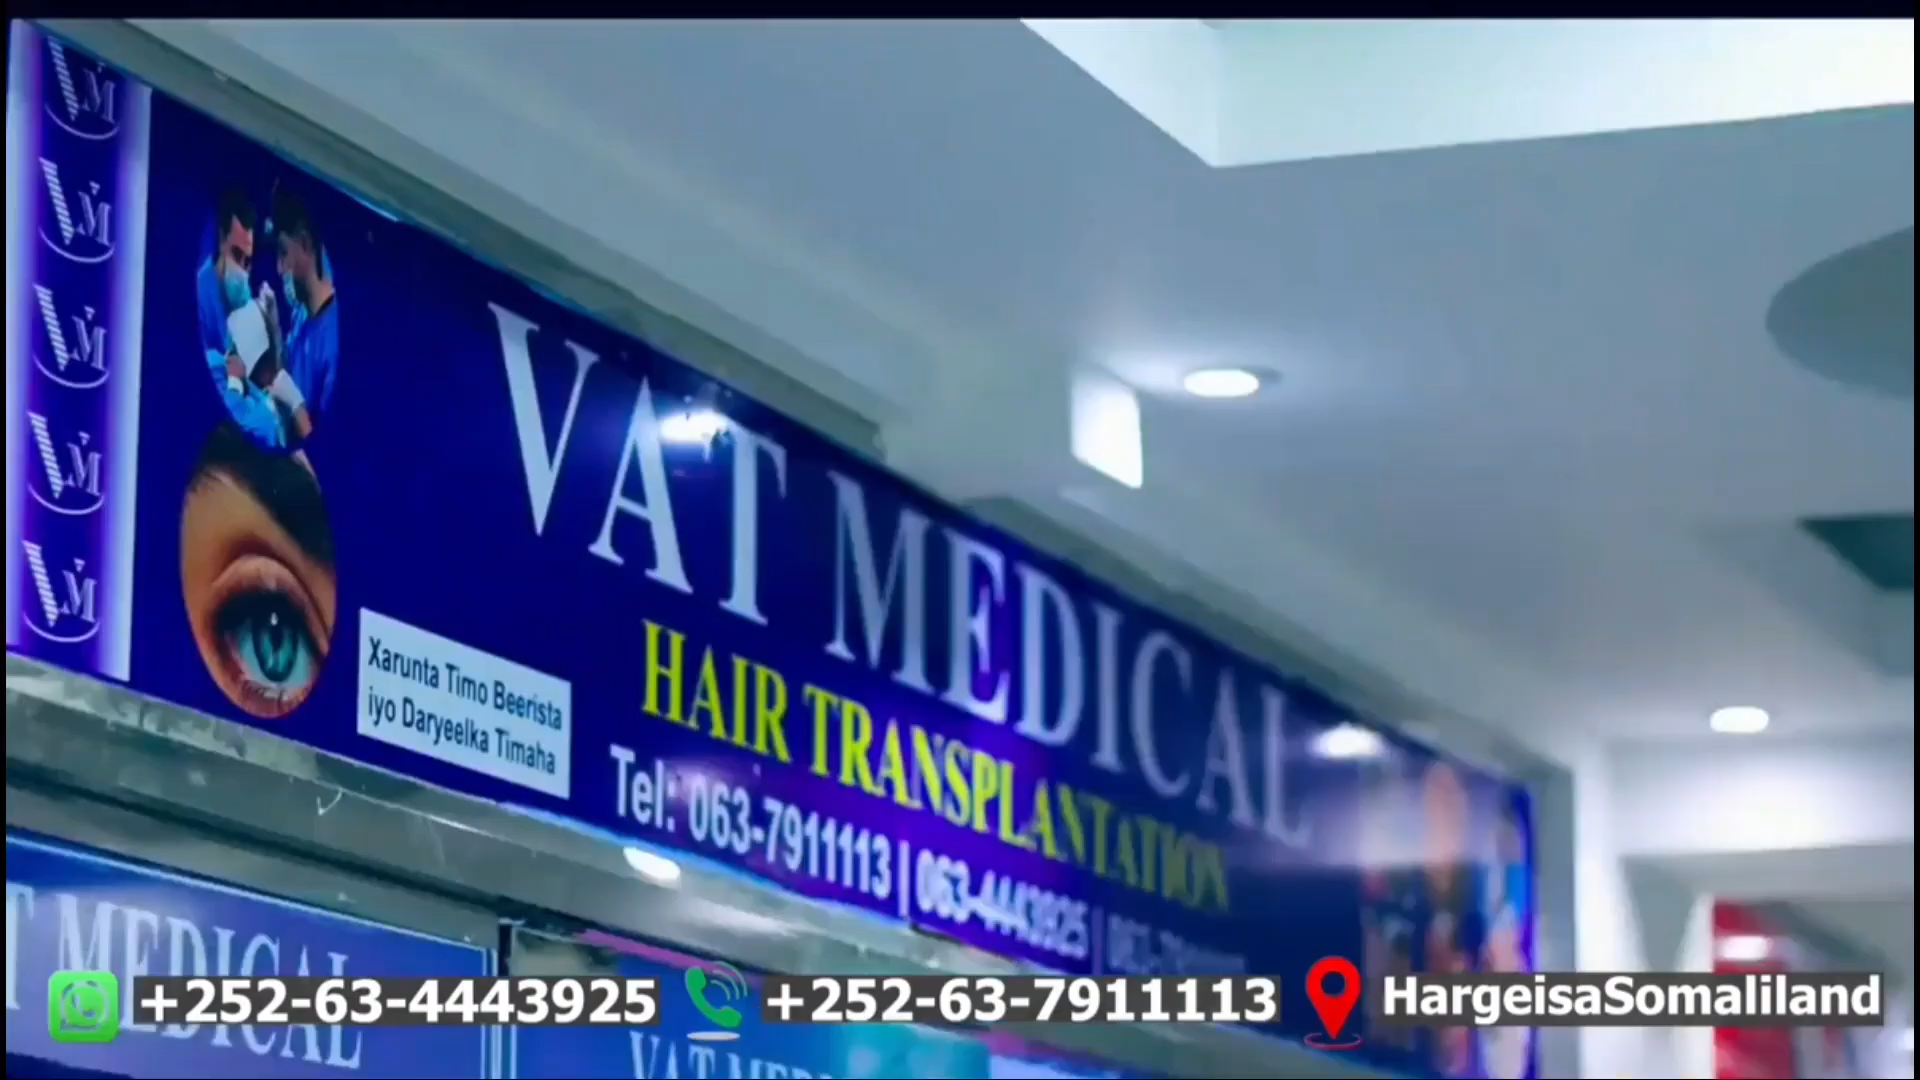 VAT MEDICAL
HAIR TRANSPLANTATION
Xarunta Timo Beerista
iyo Daryeelka Timaha
Tel: 063-7911113 | 063-4443925 |
T MEDICAL
VAT
+252-63-4443925
+252-63-7911113
HargeisaSomaliland
VM
VM
VM
VM
VM